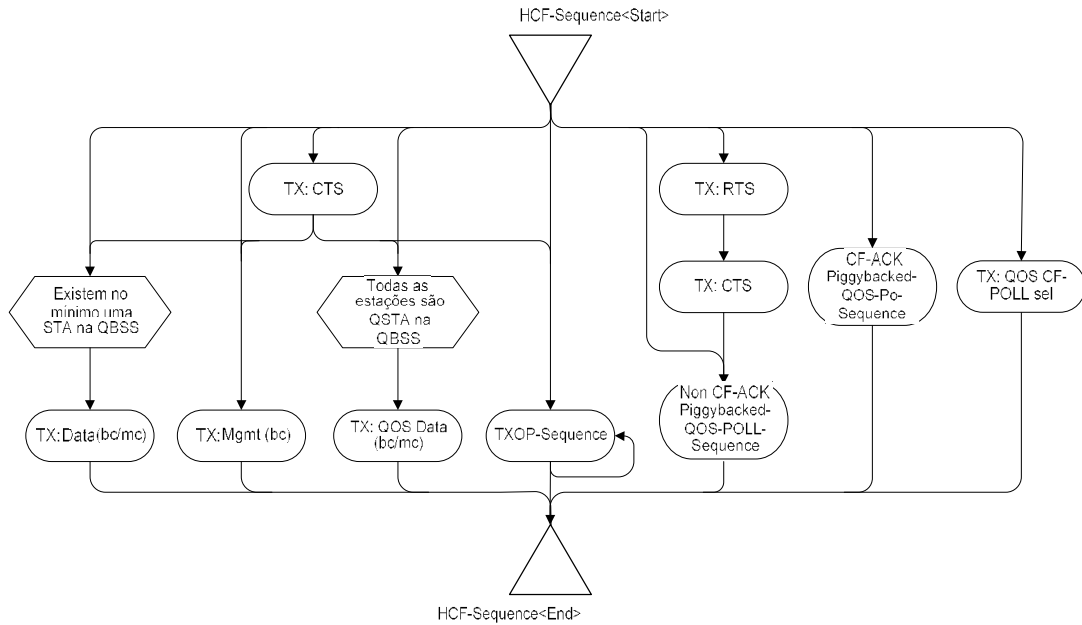 HCF-Sequence<Start>
TX: CTS
TX: RTS
Existem no
mínimo uma
STA na QBSS
Todas as
estações são
QSTA na
QBSS
TX: CTS
CF-ACK
Piggybacked-
QOS-Po-
Sequence
TX: QOS CF-
POLL sel
TX:Data(bc/mc)
TX:Mgmt (bc)
TX: QOS Data
(bc/mc)
TXOP-Sequence
Non CF-ACK
Piggybacked-
QOS-POLL-
Sequence
HCF-Sequence<End>